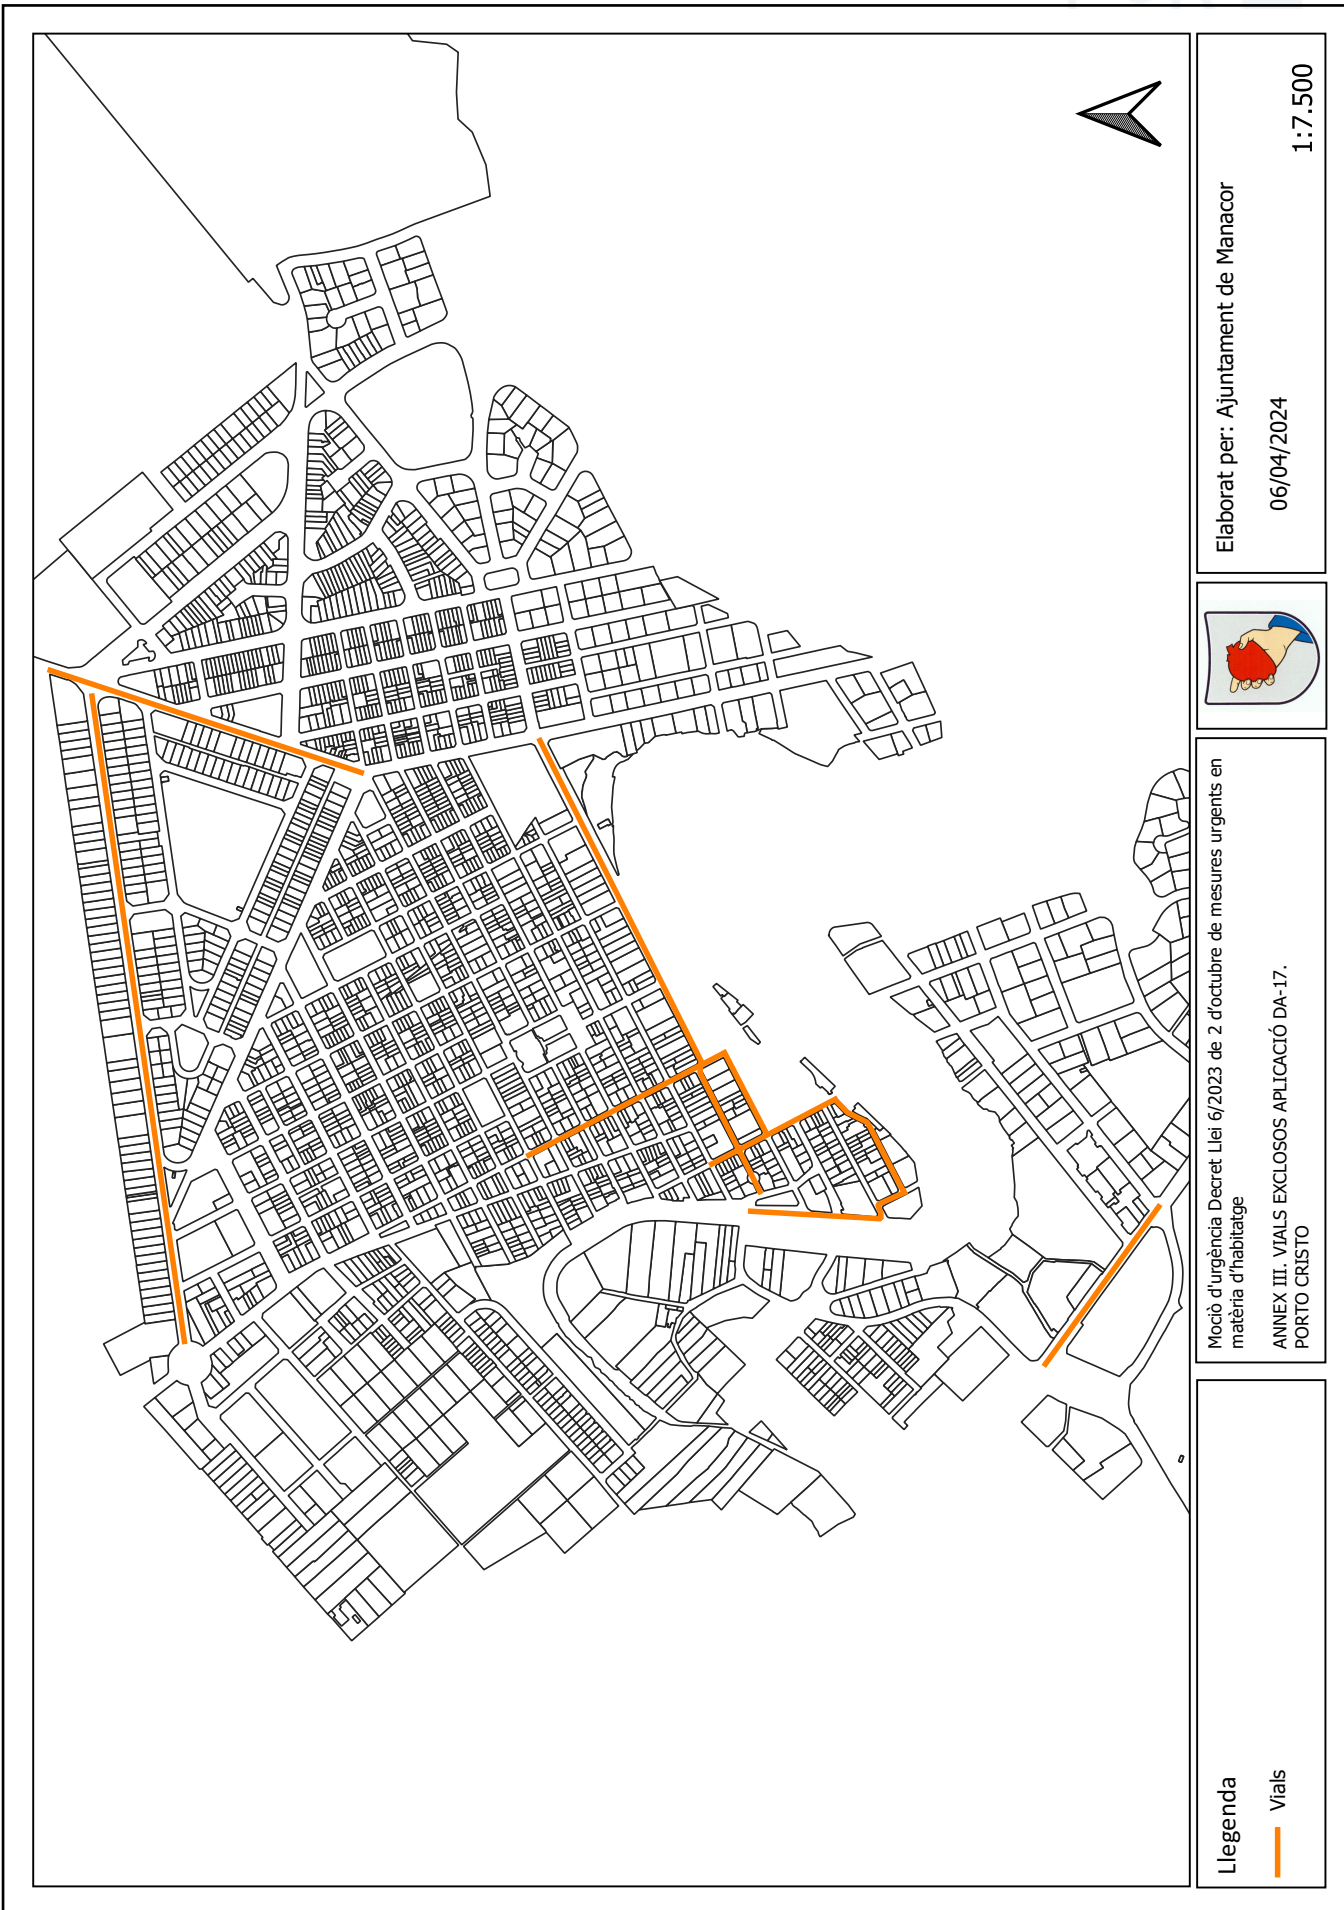 Llegenda
Vials
Moció d'urgència Decret Llei 6/2023 de 2 d'octubre de mesures urgents en
matèria d'habitatge
ANNEX III. VIALS EXCLOSOS APLICACIÓ DA-17.
PORTO CRISTO
Elaborat per: Ajuntament de Manacor
06/04/2024
1:7.500